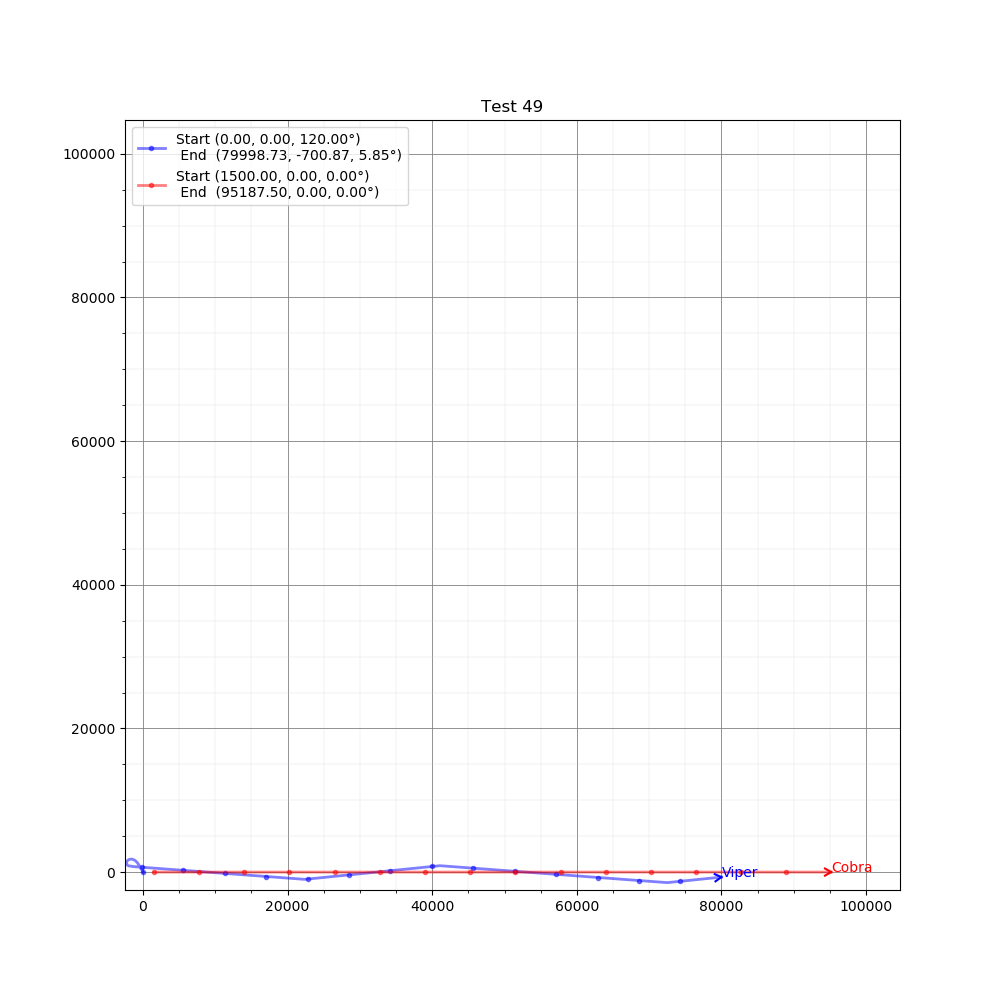 Test 49
Start (0.00, 0.00, 120.00°)
End  (79998.73, -700.87, 5.85°)
Start (1500.00, 0.00, 0.00°)
End  (95187.50, 0.00, 0.00°)
100000
80000
60000
40000
20000
0
Viper
Cobra
0 20000 40000 60000 80000 100000